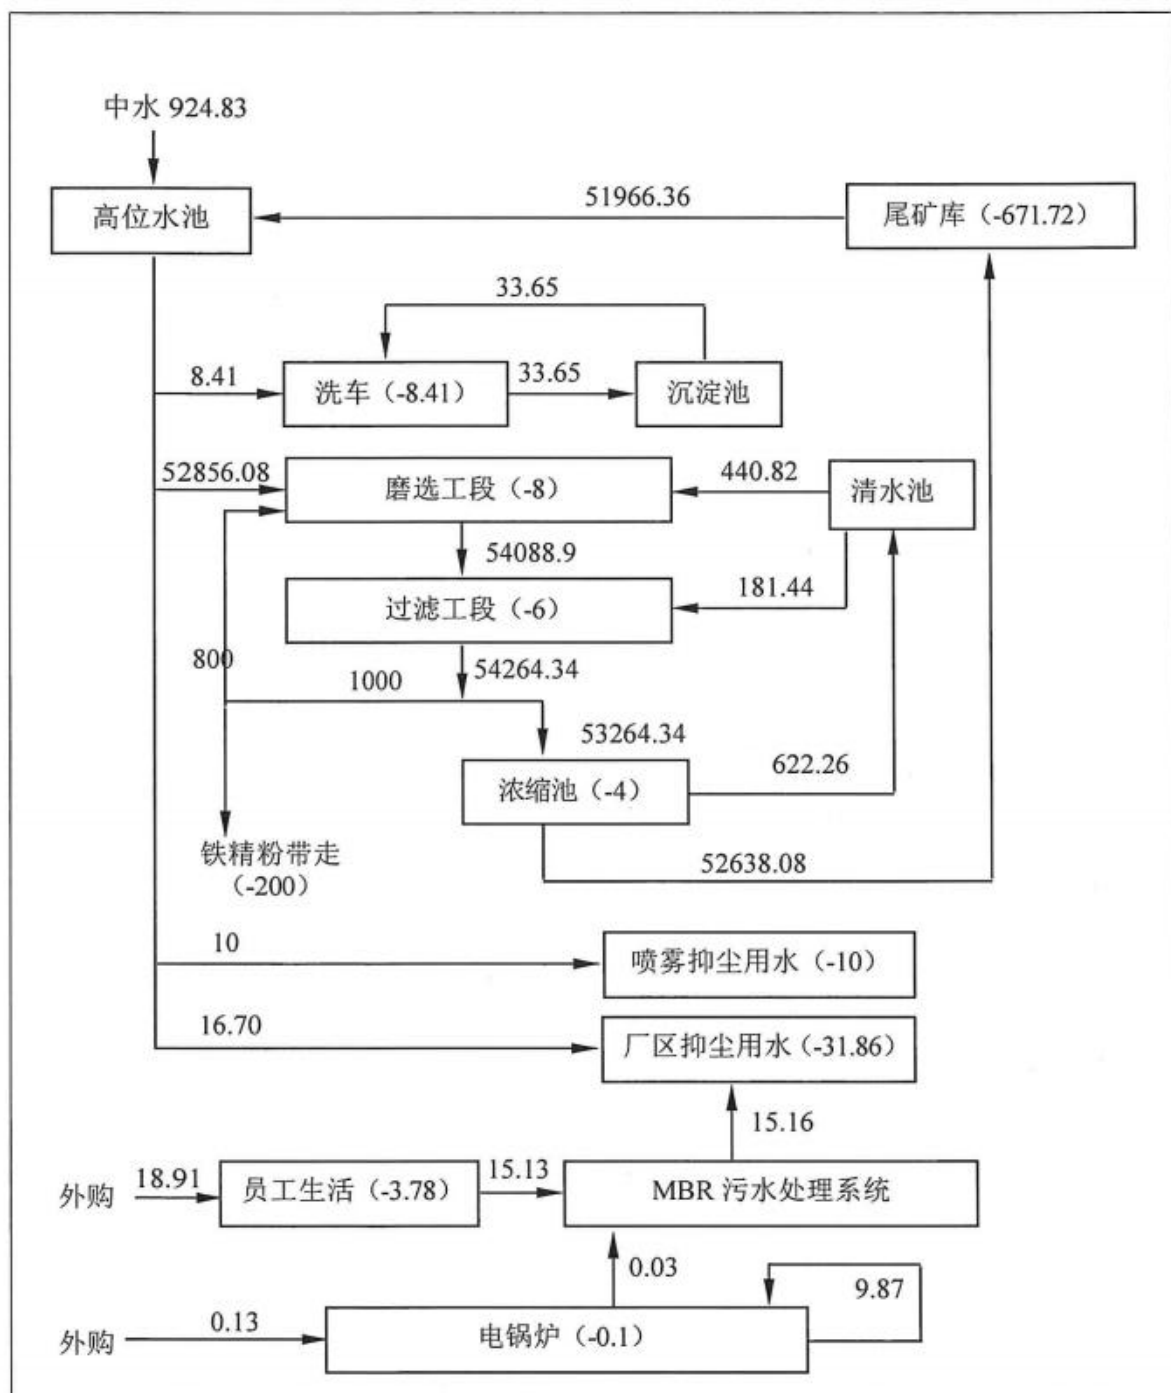 中水 924.83
高位水池
51966.36
尾矿库（-671.72）
33.65
8.41
洗车（-8.41）
33.65
沉淀池
52856.08
磨选工段（-8）
440.82
清水池
54088.9
过滤工段（-6）
181.44
800
1000
54264.34
53264.34
浓缩池（-4）
622.26
铁精粉带走
（-200）
52638.08
10
喷雾抑尘用水（-10）
16.70
厂区抑尘用水（-31.86）
15.16
外购
18.91
员工生活（-3.78）
15.13
MBR 污水处理系统
0.03
9.87
外购
0.13
电锅炉（-0.1）